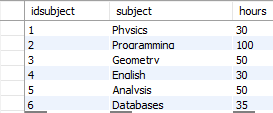 idsubject subject hours
1 Physics 30
2 Programming 100
3 Geometry 50
4 English 30
5 Analysis 50
6 Databases 35